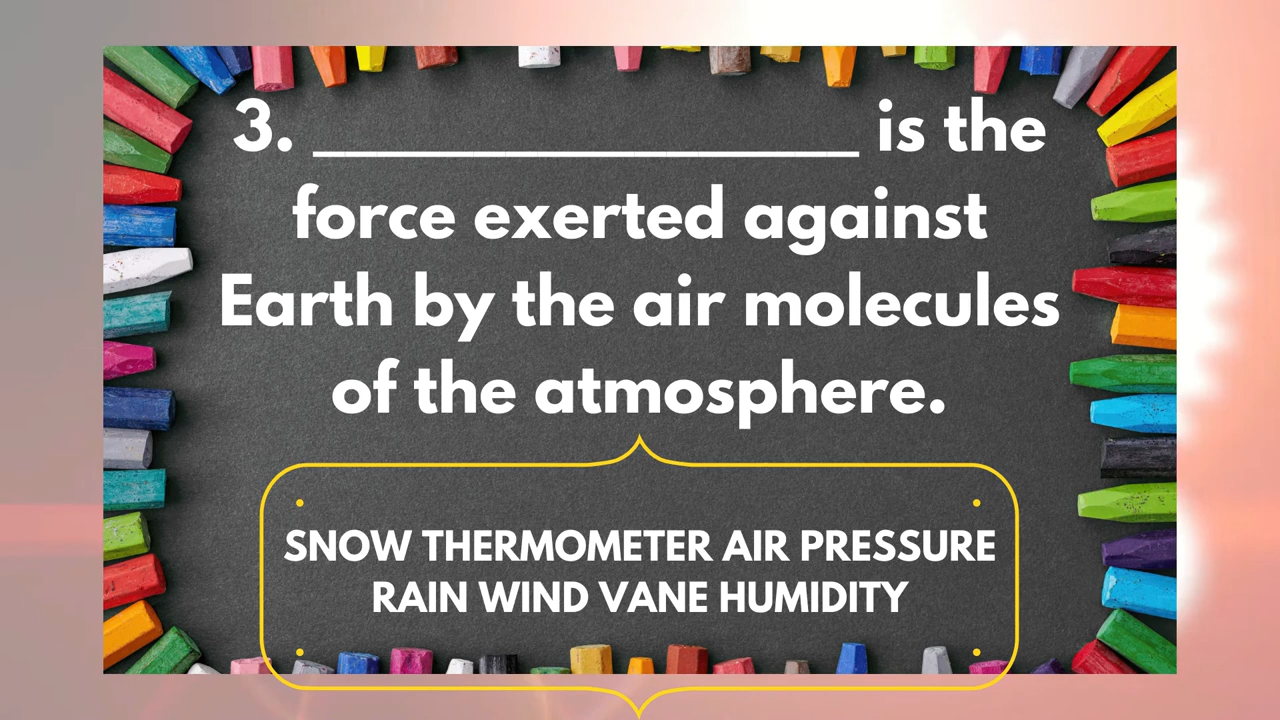 3. _________________ is the
force exerted against
Earth by the air molecules
of the atmosphere.
SNOW THERMOMETER AIR PRESSURE
RAIN WIND VANE HUMIDITY